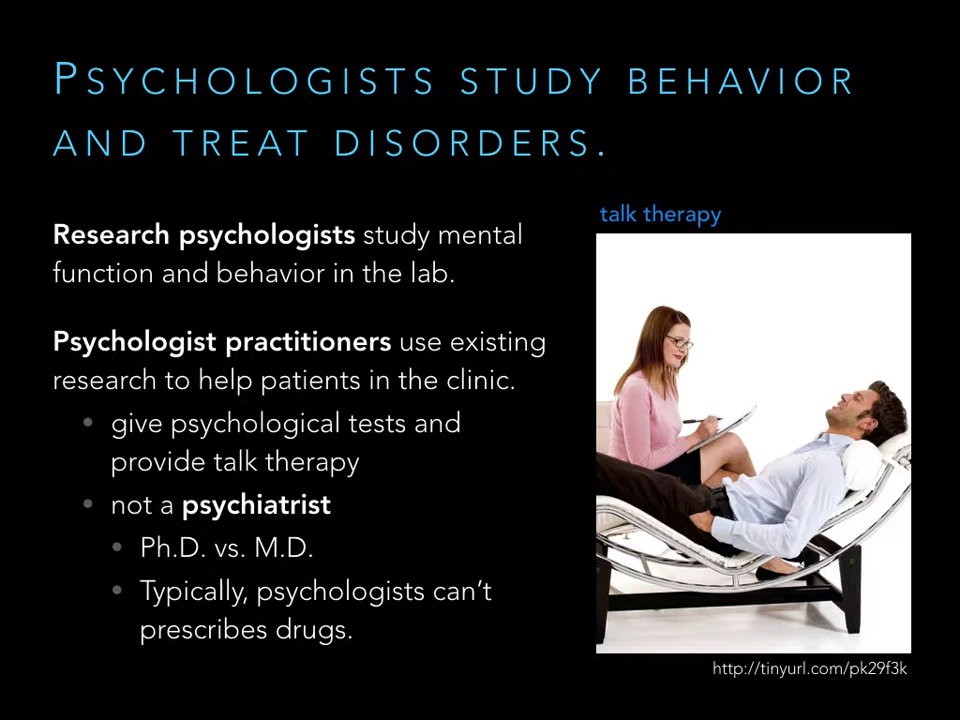 PSYCHOLOGISTS STUDY BEHAVIOR
AND TREAT DISORDERS.
talk therapy
Research psychologists study mental
function and behavior in the lab.
Psychologist practitioners use existing
research to help patients in the clinic.
• give psychological tests and
provide talk therapy
• not a psychiatrist
• Ph.D. vs. M.D.
• Typically, psychologists can't
prescribes drugs.
http://tinyurl.com/pk29f3k